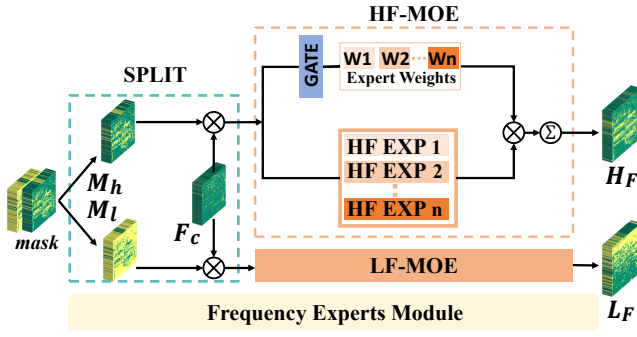 HF-MOE
SPLIT
GATE
W1 W2 Wn
Expert Weights
HF EXP 1
HF EXP 2
HF EXP n
Σ
H_F
M_h
M_l
mask
F_c
LF-MOE
L_F
Frequency Experts Module